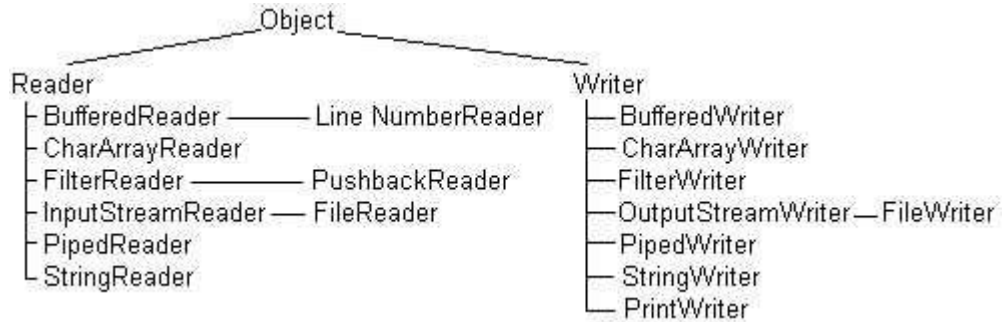 Object
Reader Writer
BufferedReader Line NumberReader BufferedWriter
CharArrayReader CharArrayWriter
FilterReader PushbackReader FilterWriter
InputStreamReader FileReader OutputStreamWriter FileWriter
PipedReader PipedWriter
StringReader StringWriter
PrintWriter